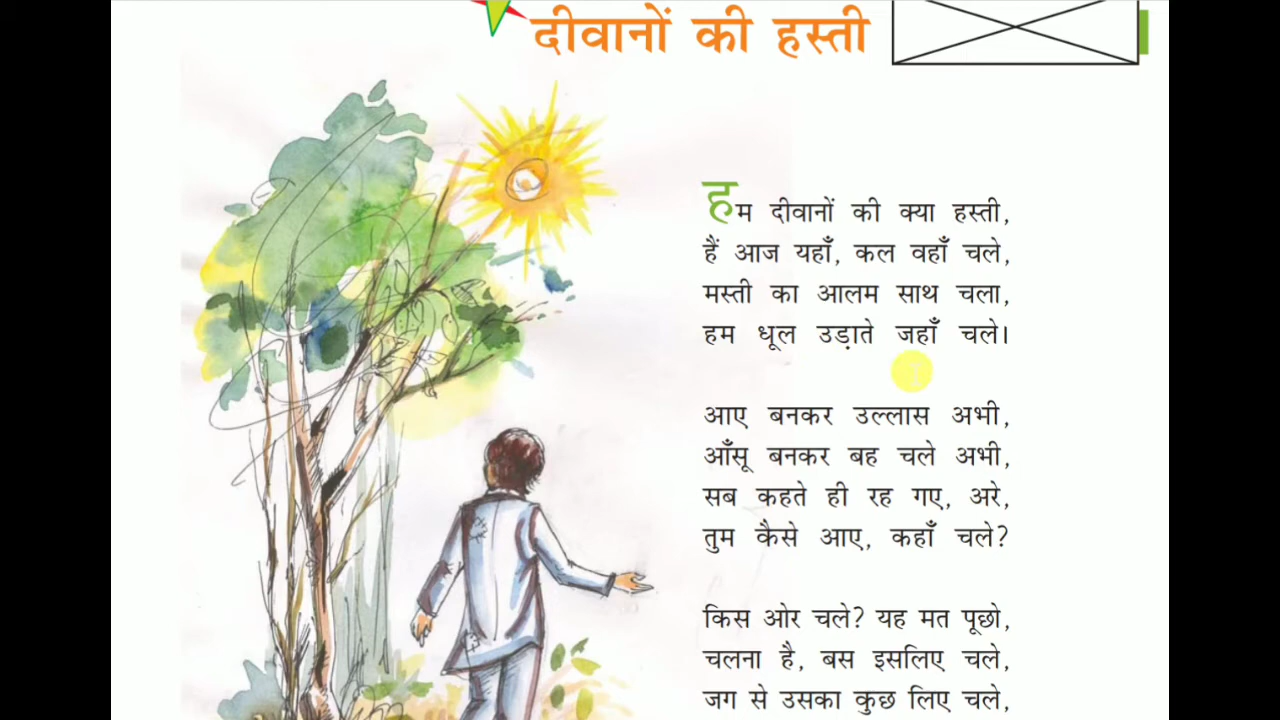 दीवानों की हस्ती
हम दीवानों की क्या हस्ती,
हैं आज यहाँ, कल वहाँ चले,
मस्ती का आलम साथ चला,
हम धूल उड़ाते जहाँ चले।
आए बनकर उल्लास अभी,
आँसू बनकर बह चले अभी,
सब कहते ही रह गए, अरे,
तुम कैसे आए, कहाँ चले?
किस ओर चले? यह मत पूछो,
चलना है, बस इसलिए चले,
जग से उसका कुछ लिए चले,